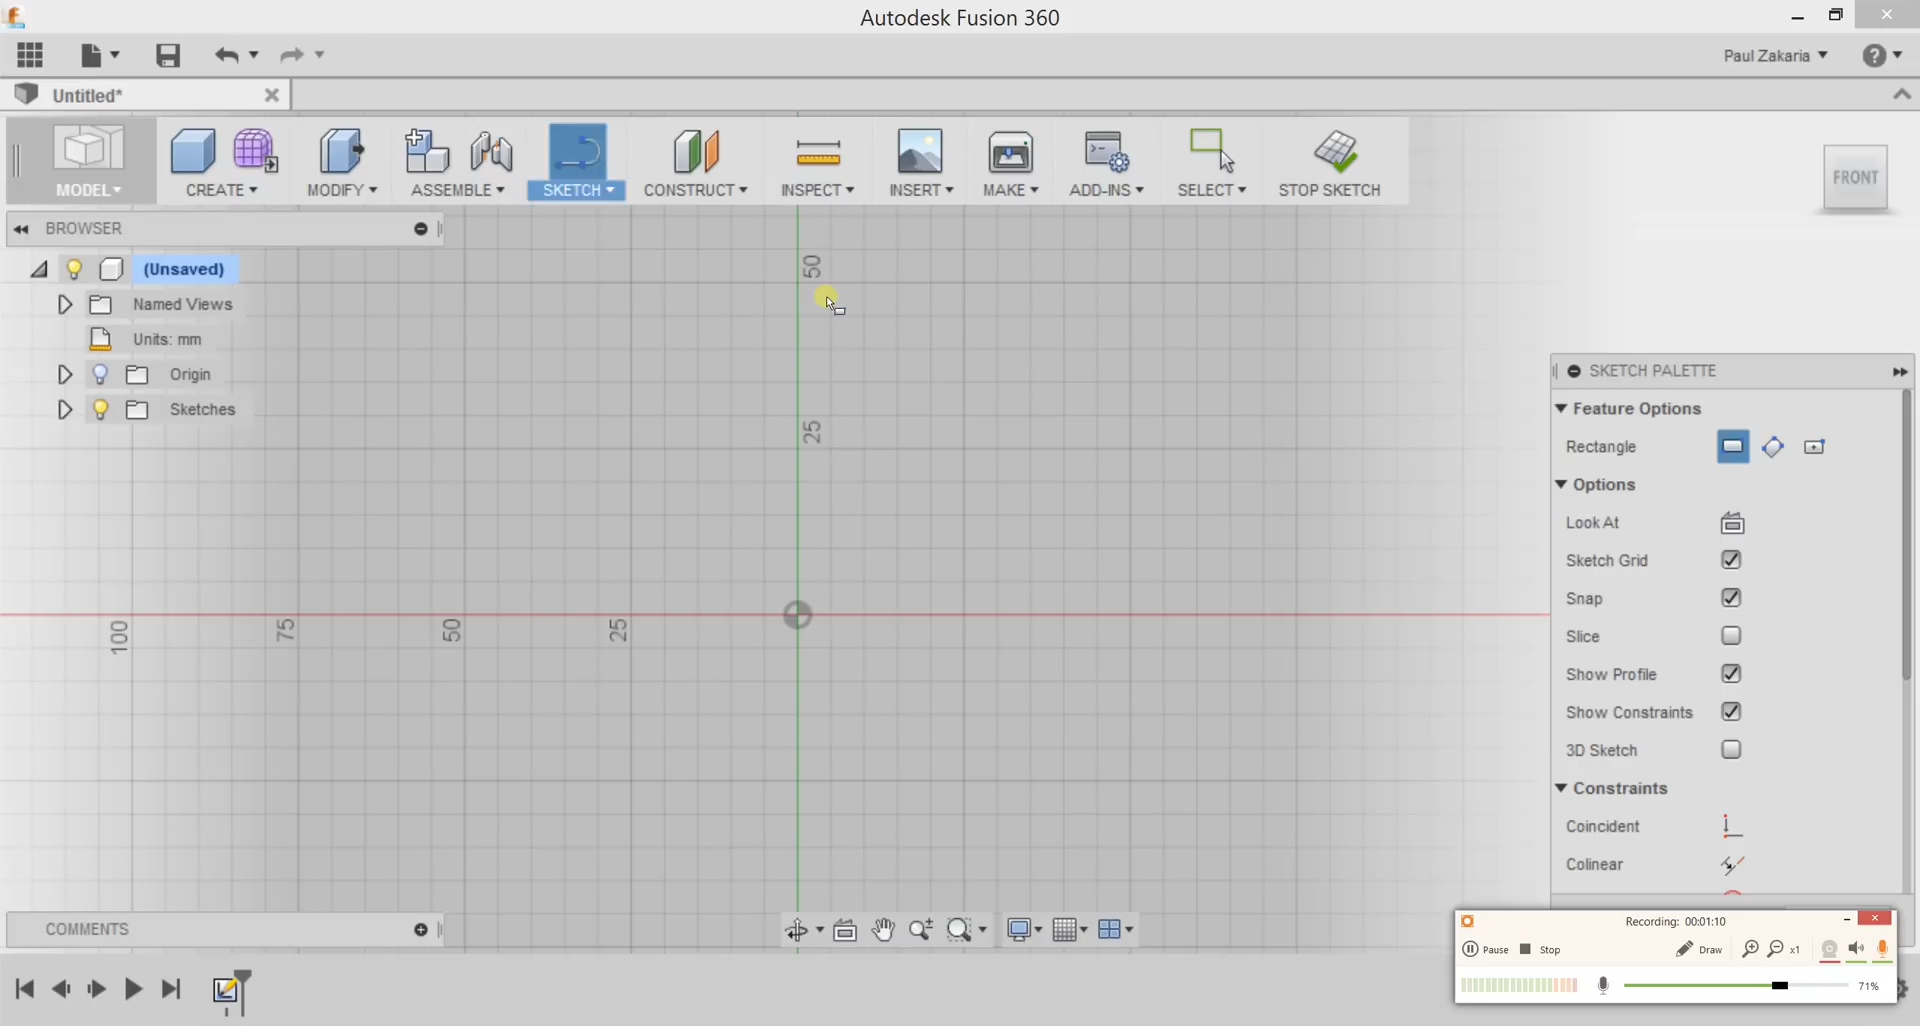 Autodesk Fusion 360
Paul Zakaria
Untitled*
MODEL
CREATE
MODIFY
ASSEMBLE
SKETCH
CONSTRUCT
INSPECT
INSERT
MAKE
ADD-INS
SELECT
STOP SKETCH
FRONT
BROWSER
(Unsaved)
Named Views
Units: mm
Origin
Sketches
50
25
100
75
50
25
SKETCH PALETTE
Feature Options
Rectangle
Options
Look At
Sketch Grid
Snap
Slice
Show Profile
Show Constraints
3D Sketch
Constraints
Coincident
Colinear
COMMENTS
Recording: 00:01:10
Pause
Stop
Draw
x1
71%